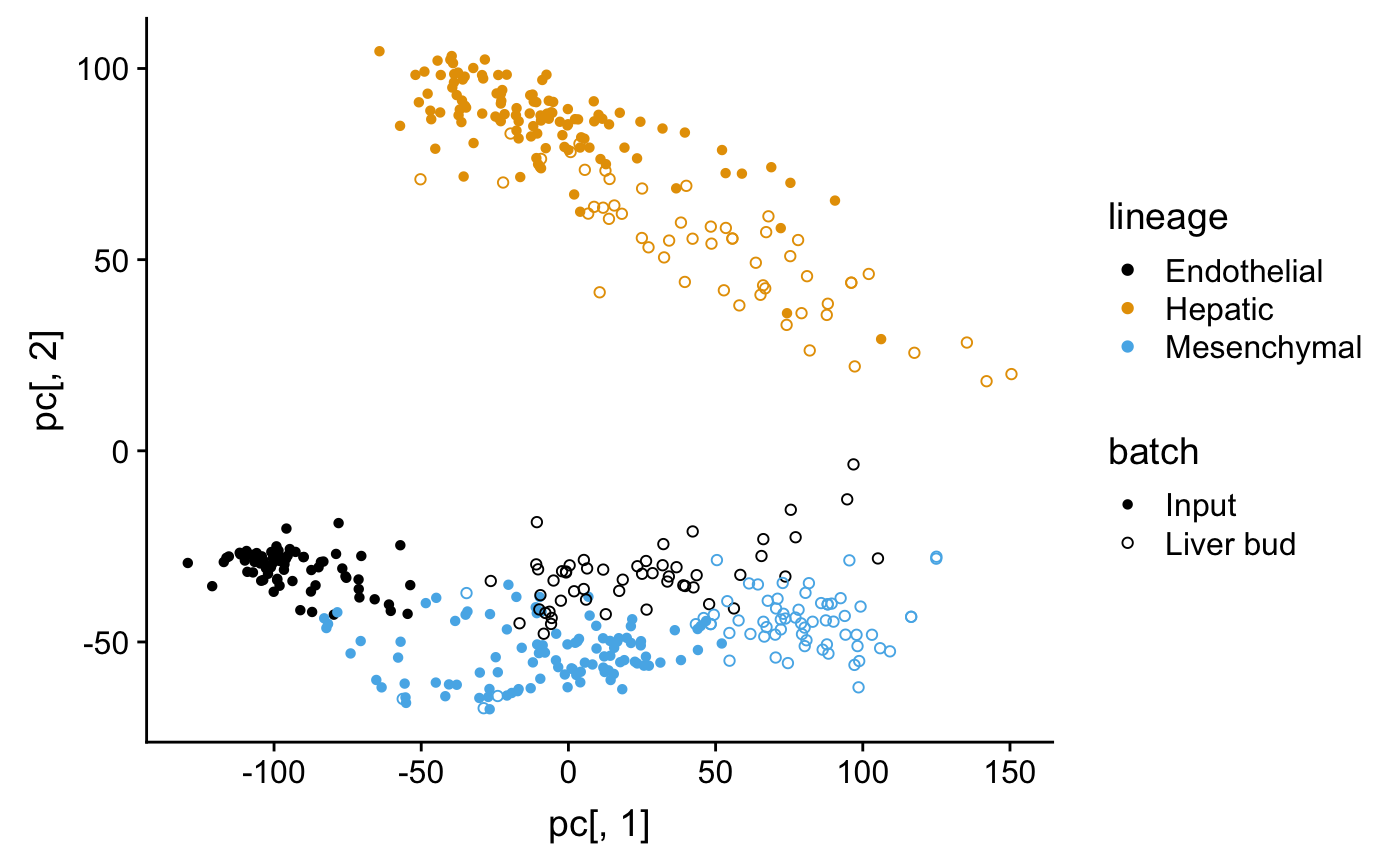 100
50
0
-50
pc[, 2]
-100 -50 0 50 100 150
pc[, 1]
lineage
Endothelial
Hepatic
Mesenchymal
batch
Input
Liver bud